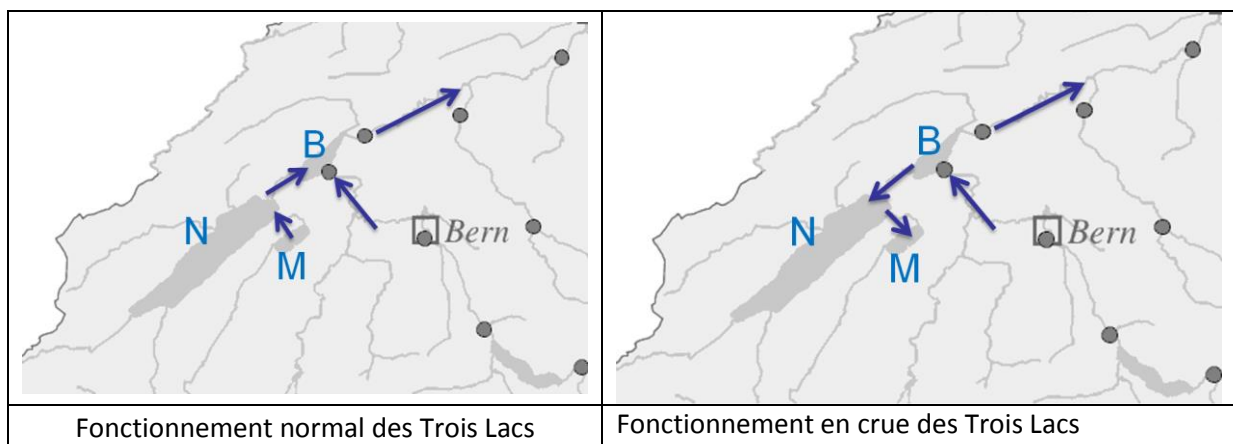 B
N
M
Bern
B
N
M
Bern
Fonctionnement normal des Trois Lacs
Fonctionnement en crue des Trois Lacs